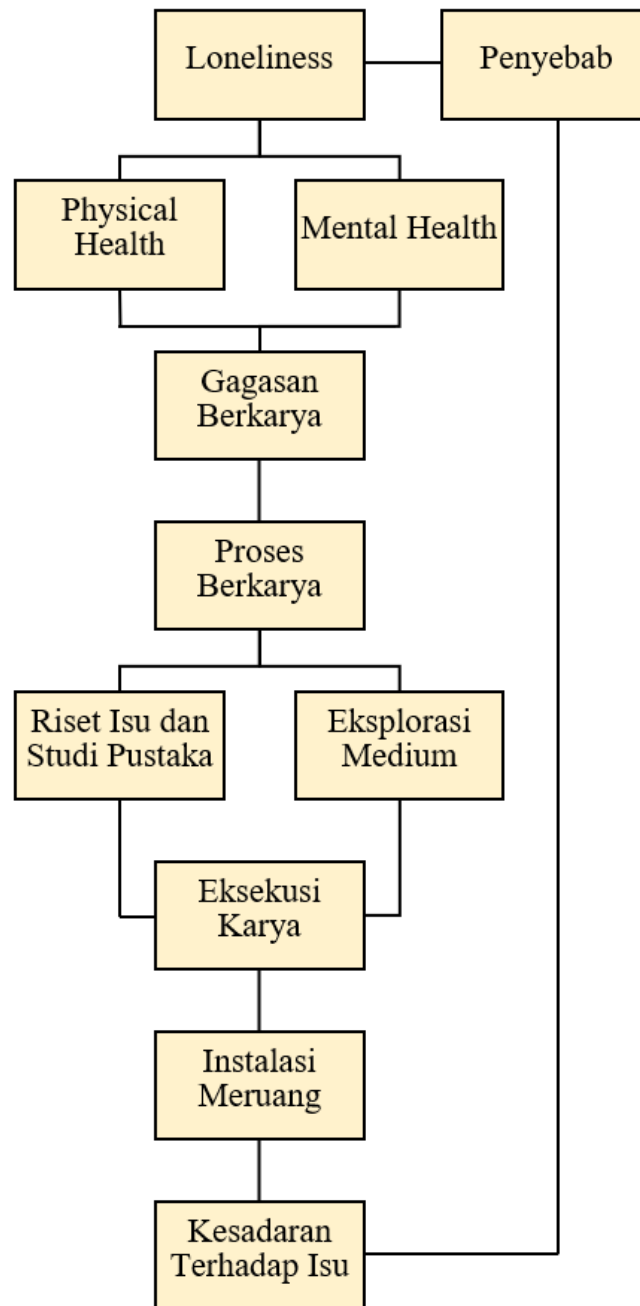 Loneliness
Penyebab
Physical
Health
Mental Health
Gagasan
Berkarya
Proses
Berkarya
Riset Isu dan
Studi Pustaka
Eksplorasi
Medium
Eksekusi
Karya
Instalasi
Meruang
Kesadaran
Terhadap Isu